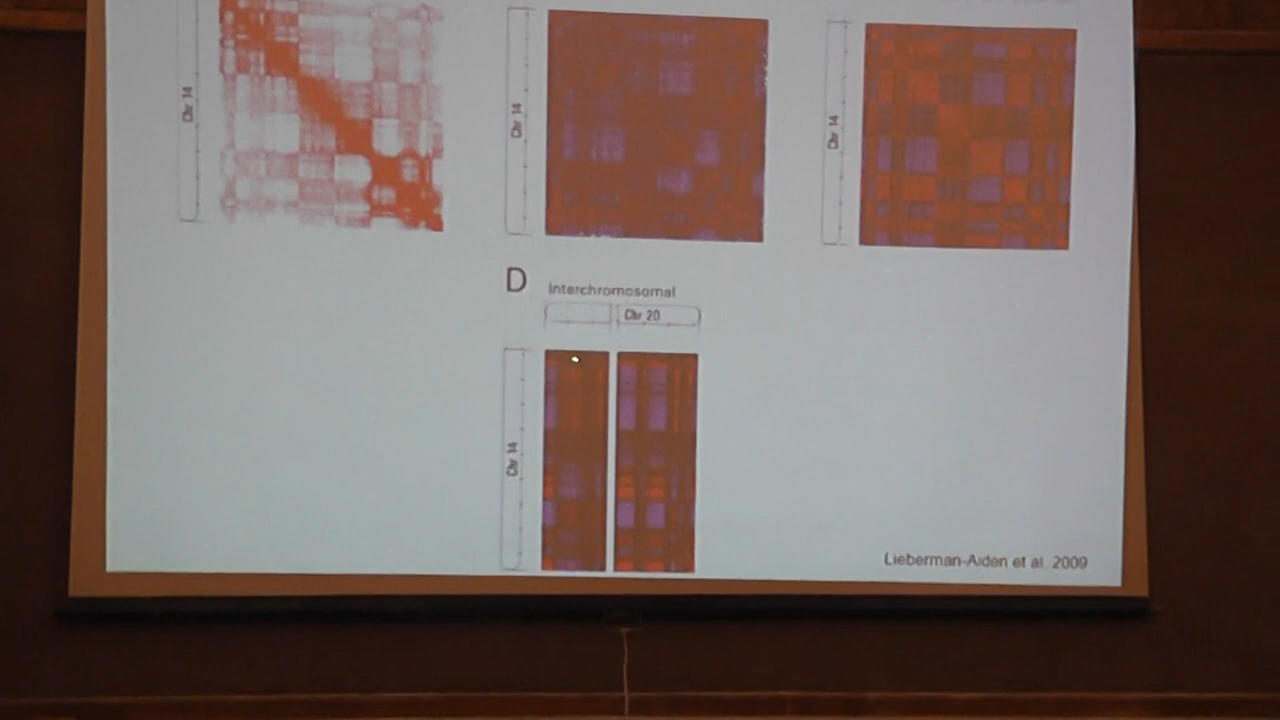 Chr 14
Chr 14
Chr 14
D
Interchromosomal
Chr 20
Chr 14
Lieberman-Aiden et al. 2009